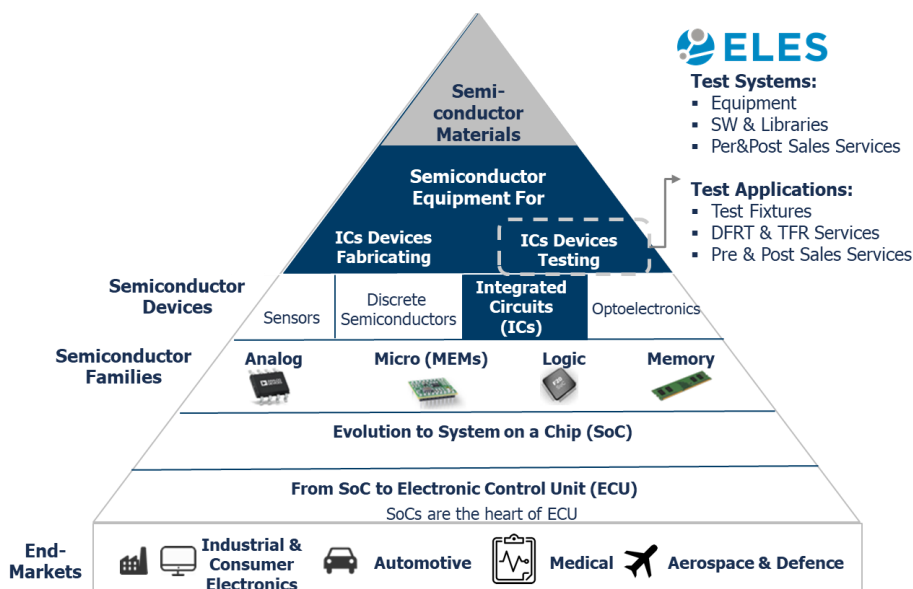 ELES
Test Systems:
▪ Equipment
▪ SW & Libraries
▪ Per&Post Sales Services
Test Applications:
▪ Test Fixtures
▪ DFRT & TFR Services
▪ Pre & Post Sales Services
Semi-
conductor
Materials
Semiconductor
Equipment For
ICs Devices
Fabricating
ICs Devices
Testing
Semiconductor
Devices
Sensors
Discrete
Semiconductors
Integrated
Circuits
(ICs)
Optoelectronics
Semiconductor
Families
Analog
Micro (MEMs)
Logic
Memory
Evolution to System on a Chip (SoC)
From SoC to Electronic Control Unit (ECU)
SoCs are the heart of ECU
End-
Markets
Industrial &
Consumer
Electronics
Automotive
Medical
Aerospace & Defence